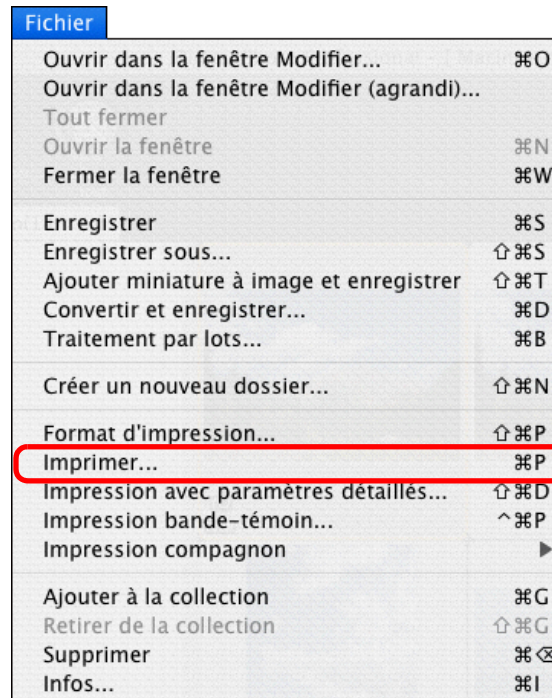 Fichier
Ouvrir dans la fenêtre Modifier... ⌘O
Ouvrir dans la fenêtre Modifier (agrandi)...
Tout fermer
Ouvrir la fenêtre ⌘N
Fermer la fenêtre ⌘W
Enregistrer ⌘S
Enregistrer sous... ⇧⌘S
Ajouter miniature à image et enregistrer ⇧⌘T
Convertir et enregistrer... ⌘D
Traitement par lots... ⌘B
Créer un nouveau dossier... ⇧⌘N
Format d'impression... ⇧⌘P
Imprimer... ⌘P
Impression avec paramètres détaillés... ⇧⌘D
Impression bande-témoin... ^⌘P
Impression compagnon ▶
Ajouter à la collection ⌘G
Retirer de la collection ⇧⌘G
Supprimer ⌘⌫
Infos... ⌘I